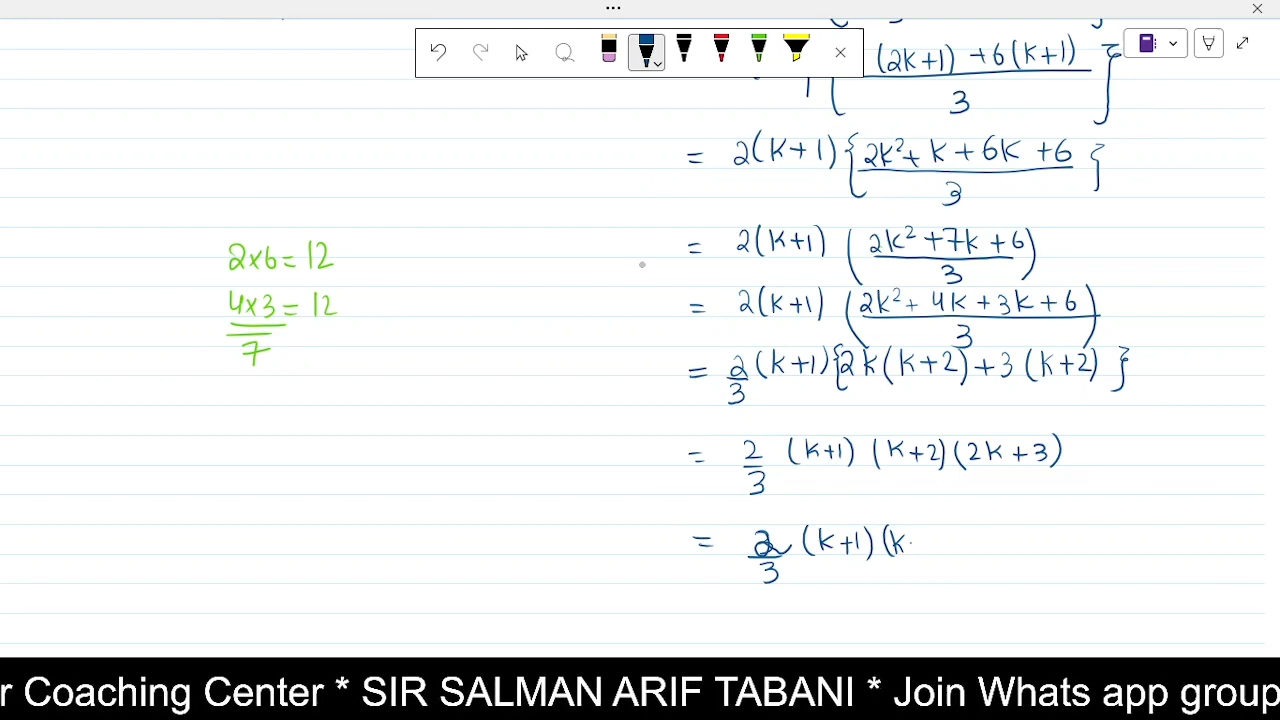 (2k+1) + 6(k+1)
3
= 2(k+1) { 2k² + k + 6k + 6 }
3
= 2(k+1) ( 2k² + 7k + 6 )
3
= 2(k+1) ( 2k² + 4k + 3k + 6 )
3
= 2/3 (k+1) { 2k(k+2) + 3(k+2) }
= 2/3 (k+1) (k+2) (2k+3)
= 2/3 (k+1) (k
2x6 = 12
4x3 = 12
7
r Coaching Center * SIR SALMAN ARIF TABANI * Join Whats app group